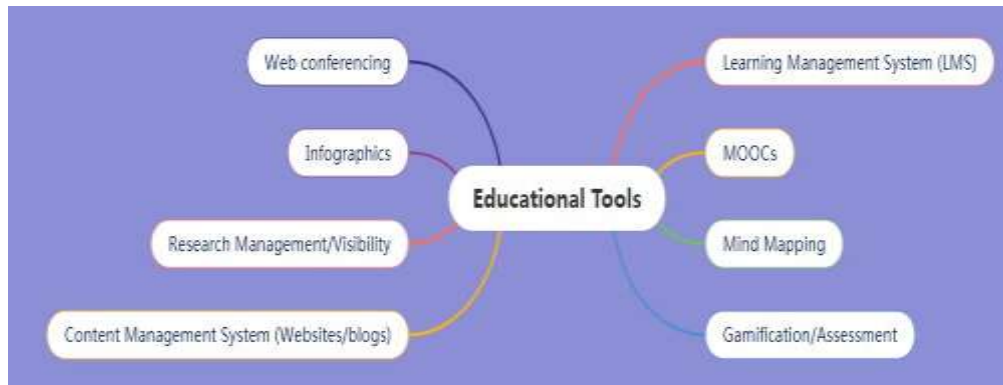 Web conferencing
Infographics
Research Management/Visibility
Content Management System (Websites/blogs)
Educational Tools
Learning Management System (LMS)
MOOCs
Mind Mapping
Gamification/Assessment